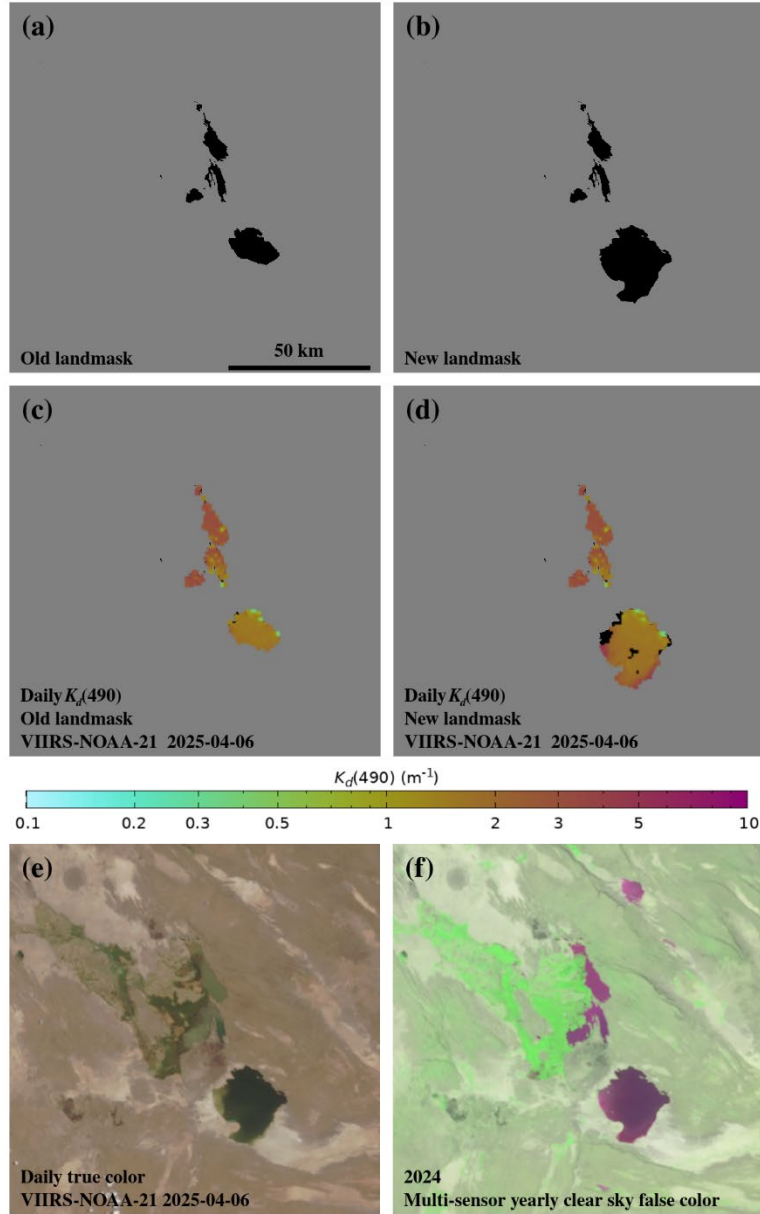 (a)
(b)
Old landmask
50 km
New landmask
(c)
(d)
Daily K_d(490)
Old landmask
VIIRS-NOAA-21 2025-04-06
Daily K_d(490)
New landmask
VIIRS-NOAA-21 2025-04-06
K_d(490) (m⁻¹)
0.1 0.2 0.3 0.5 1 2 3 5 10
(e)
(f)
Daily true color
VIIRS-NOAA-21 2025-04-06
2024
Multi-sensor yearly clear sky false color